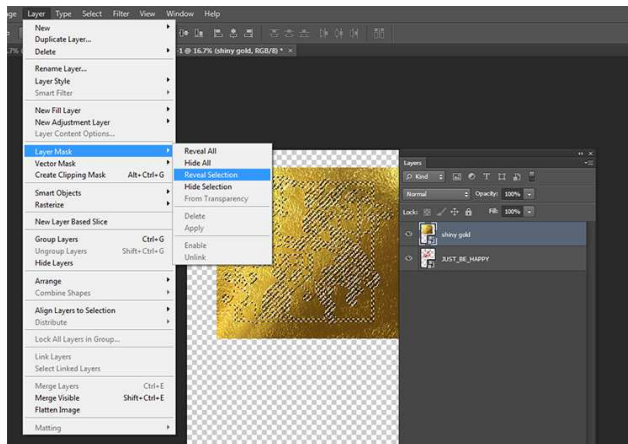 ge Layer Type Select Filter View Window Help
-1 @ 16.7% (shiny gold, RGB/8) * ×
New
Duplicate Layer...
Delete
Rename Layer...
Layer Style
Smart Filter
New Fill Layer
New Adjustment Layer
Layer Content Options...
Layer Mask
Vector Mask
Create Clipping Mask Alt+Ctrl+G
Smart Objects
Rasterize
New Layer Based Slice
Group Layers Ctrl+G
Ungroup Layers Shift+Ctrl+G
Hide Layers
Arrange
Combine Shapes
Align Layers to Selection
Distribute
Lock All Layers in Group...
Link Layers
Select Linked Layers
Merge Layers Ctrl+E
Merge Visible Shift+Ctrl+E
Flatten Image
Matting
Reveal All
Hide All
Reveal Selection
Hide Selection
From Transparency
Delete
Apply
Enable
Unlink
Layers
Kind
Normal Opacity: 100%
Lock: Fill: 100%
shiny gold
JUST_BE_HAPPY